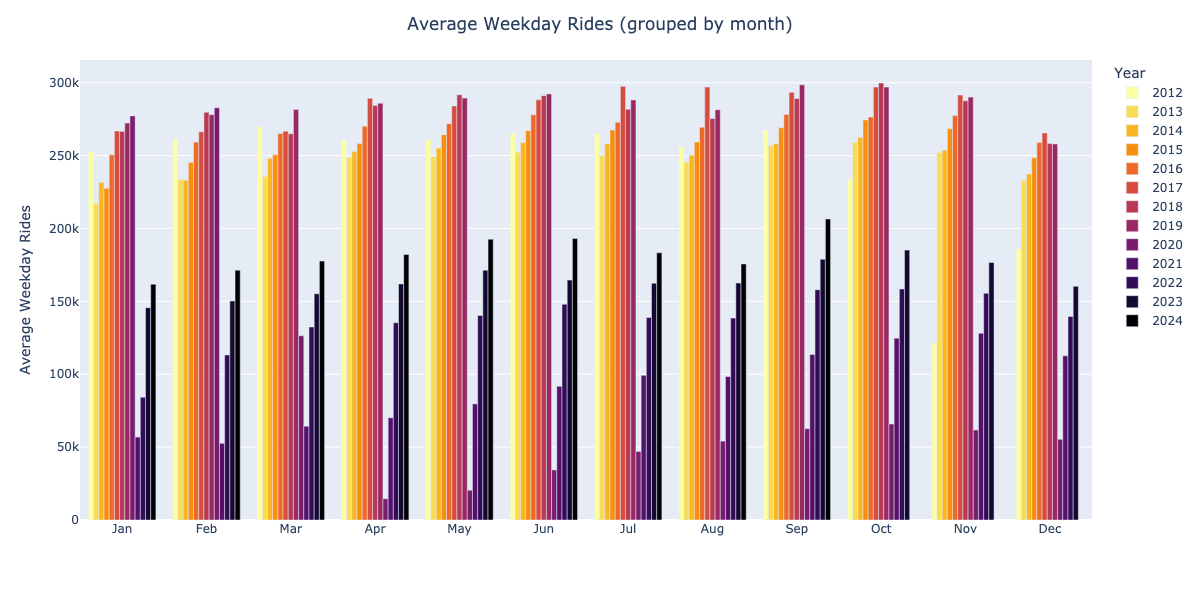 Average Weekday Rides (grouped by month)
Year
2012
2013
2014
2015
2016
2017
2018
2019
2020
2021
2022
2023
2024
Average Weekday Rides
300k
250k
200k
150k
100k
50k
0
Jan Feb Mar Apr May Jun Jul Aug Sep Oct Nov Dec